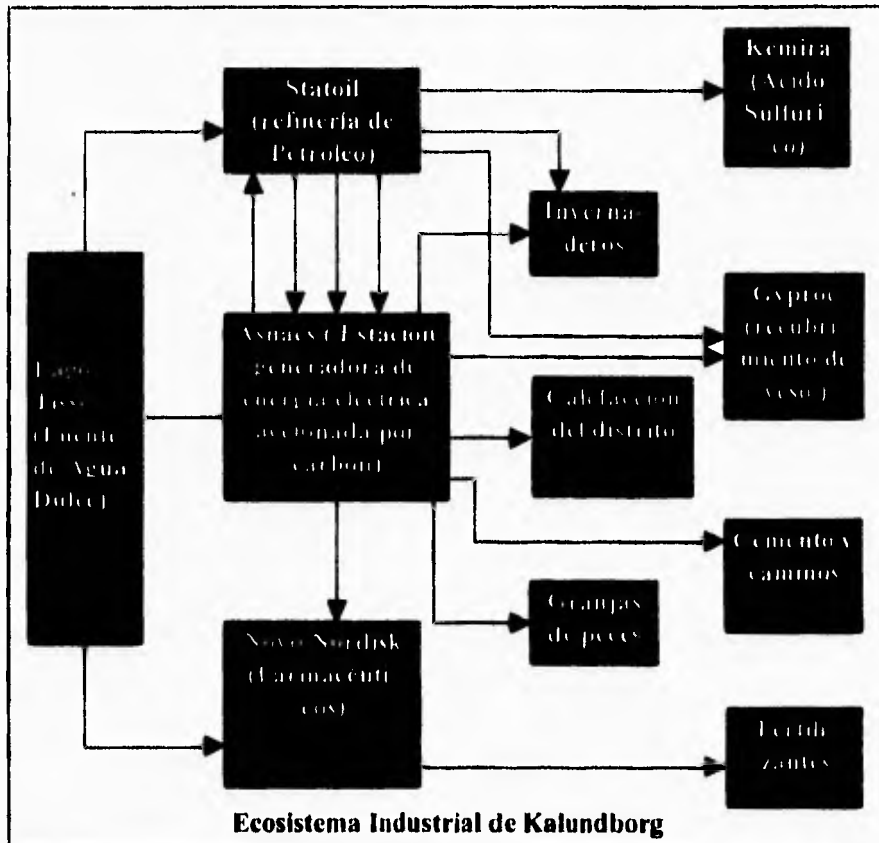 Statoil
(refinería de
Petroleo)
Kemira
(Acido
Sulfuri
co)
Inverna-
deros
Gyproc
(recubri
miento de
yeso )
Asnaes ( Estación
generadora de
energía eléctrica
accionada por
carbón)
Calefacción
del distrito
Lago
Tisso
(Fuente
de Agua
Dulce)
Cemento y
caminos
Granjas
de peces
Novo Nordisk
(Farmacéuti
cos)
Fertili
zantes
Ecosistema Industrial de Kalundborg